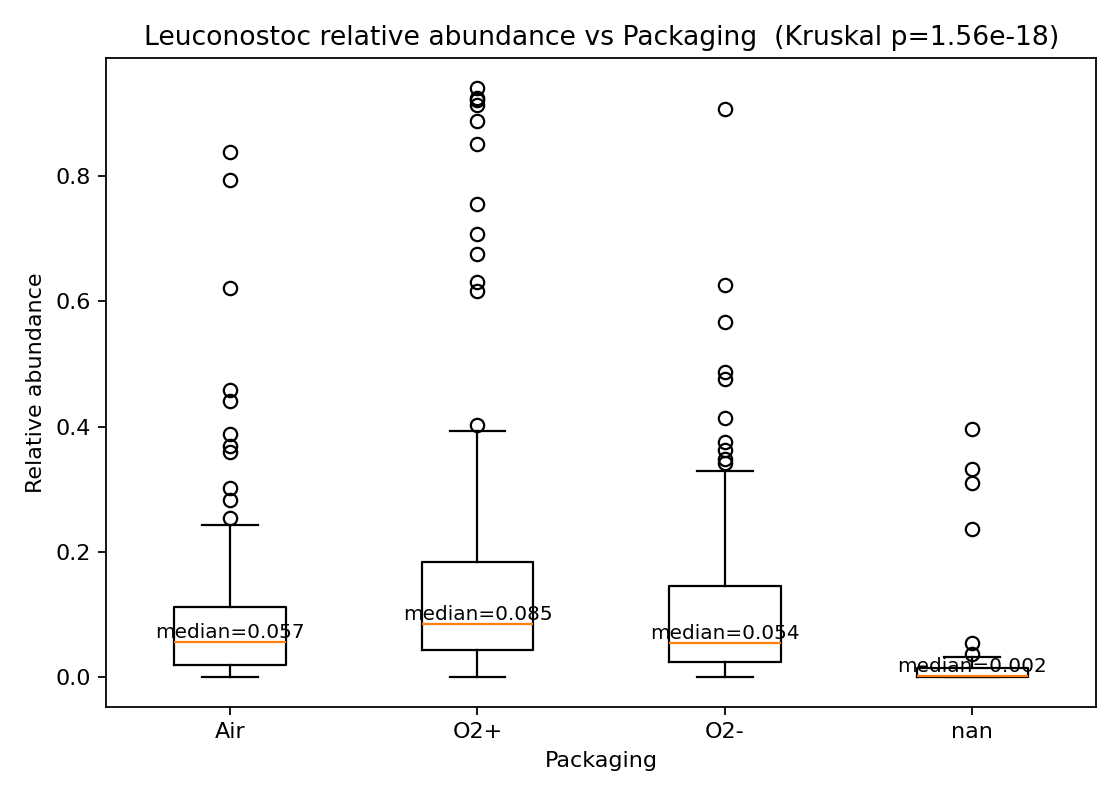 Leuconostoc relative abundance vs Packaging  (Kruskal p=1.56e-18)
Relative abundance
0.8
0.6
0.4
0.2
0.0
median=0.057
median=0.085
median=0.054
median=0.002
Air
O2+
O2-
nan
Packaging